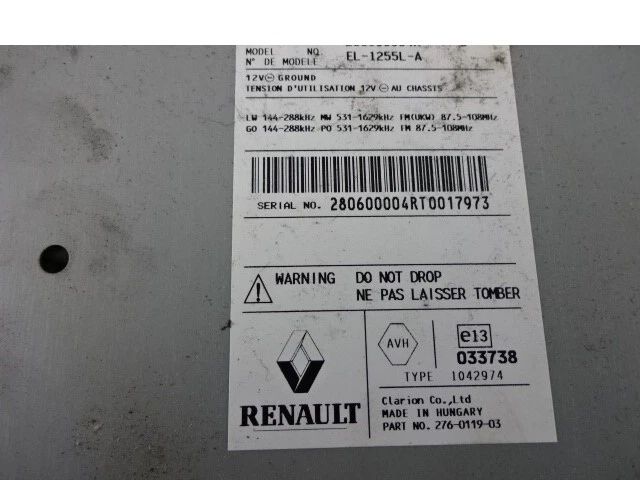 MODEL NO.
N° DE MODELE EL-1255L-A
12V⊖GROUND
TENSION D'UTILISATION 12V ⊖ AU CHASSIS
LW 144-288kHz MW 531-1629kHz FM(UKW) 87.5-108MHz
GO 144-288kHz PO 531-1629kHz FM 87.5-108MHz
SERIAL NO. 280600004RT0017973
WARNING DO NOT DROP
NE PAS LAISSER TOMBER
AVH
e13
033738
TYPE 1042974
RENAULT
Clarion Co.,Ltd
MADE IN HUNGARY
PART NO. 276-0119-03